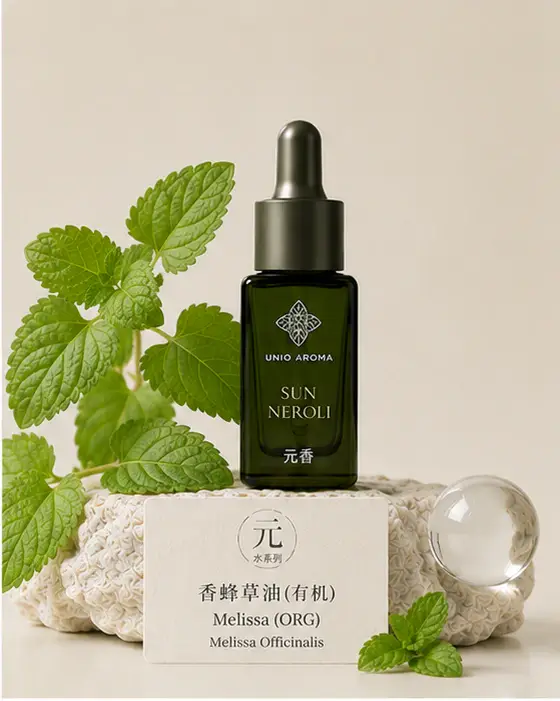 UNIO AROMA
SUN
NEROLI
元香
元
水系列
香蜂草油(有机)
Melissa (ORG)
Melissa Officinalis